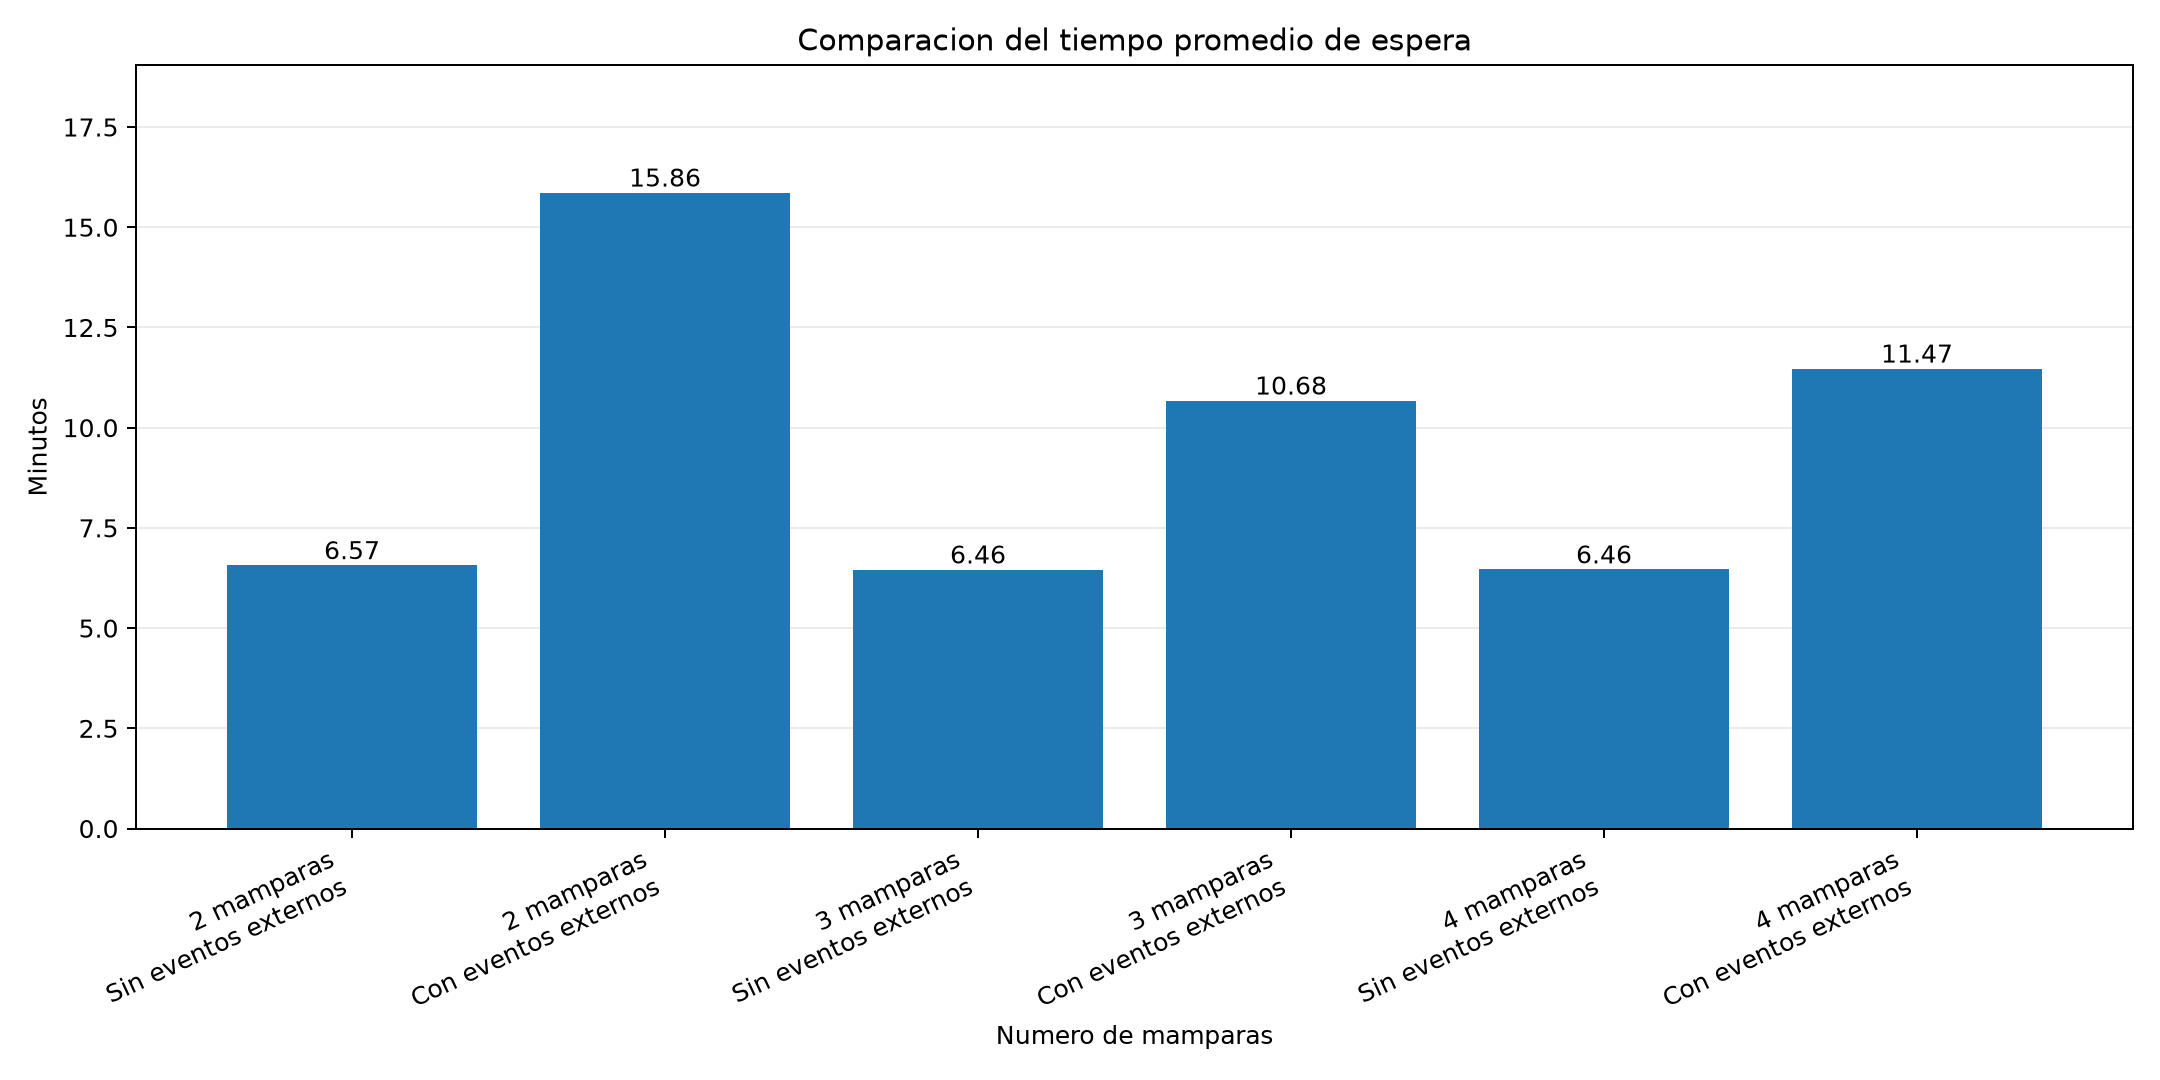 Comparacion del tiempo promedio de espera
Minutos
17.5
15.0
12.5
10.0
7.5
5.0
2.5
0.0
6.57
15.86
6.46
10.68
6.46
11.47
2 mamparas
Sin eventos externos
2 mamparas
Con eventos externos
3 mamparas
Sin eventos externos
3 mamparas
Con eventos externos
4 mamparas
Sin eventos externos
4 mamparas
Con eventos externos
Numero de mamparas